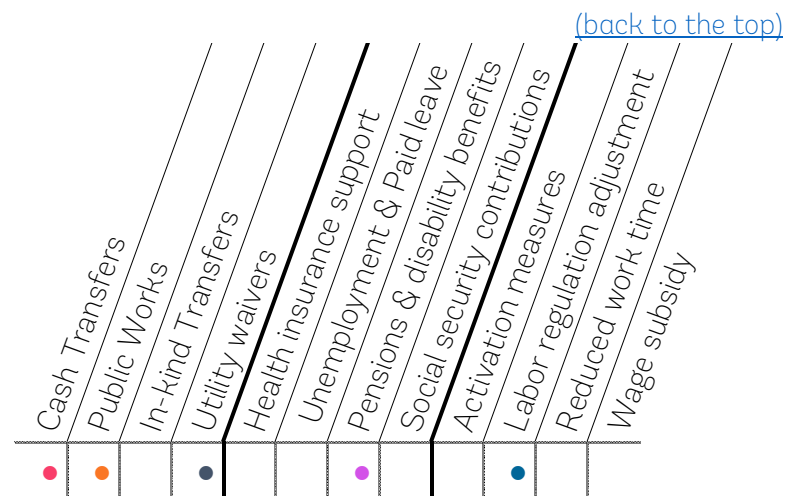 (back to the top)
Cash Transfers
Public Works
In-kind Transfers
Utility waivers
Health insurance support
Unemployment & Paid leave
Pensions & disability benefits
Social security contributions
Activation measures
Labor regulation adjustment
Reduced work time
Wage subsidy